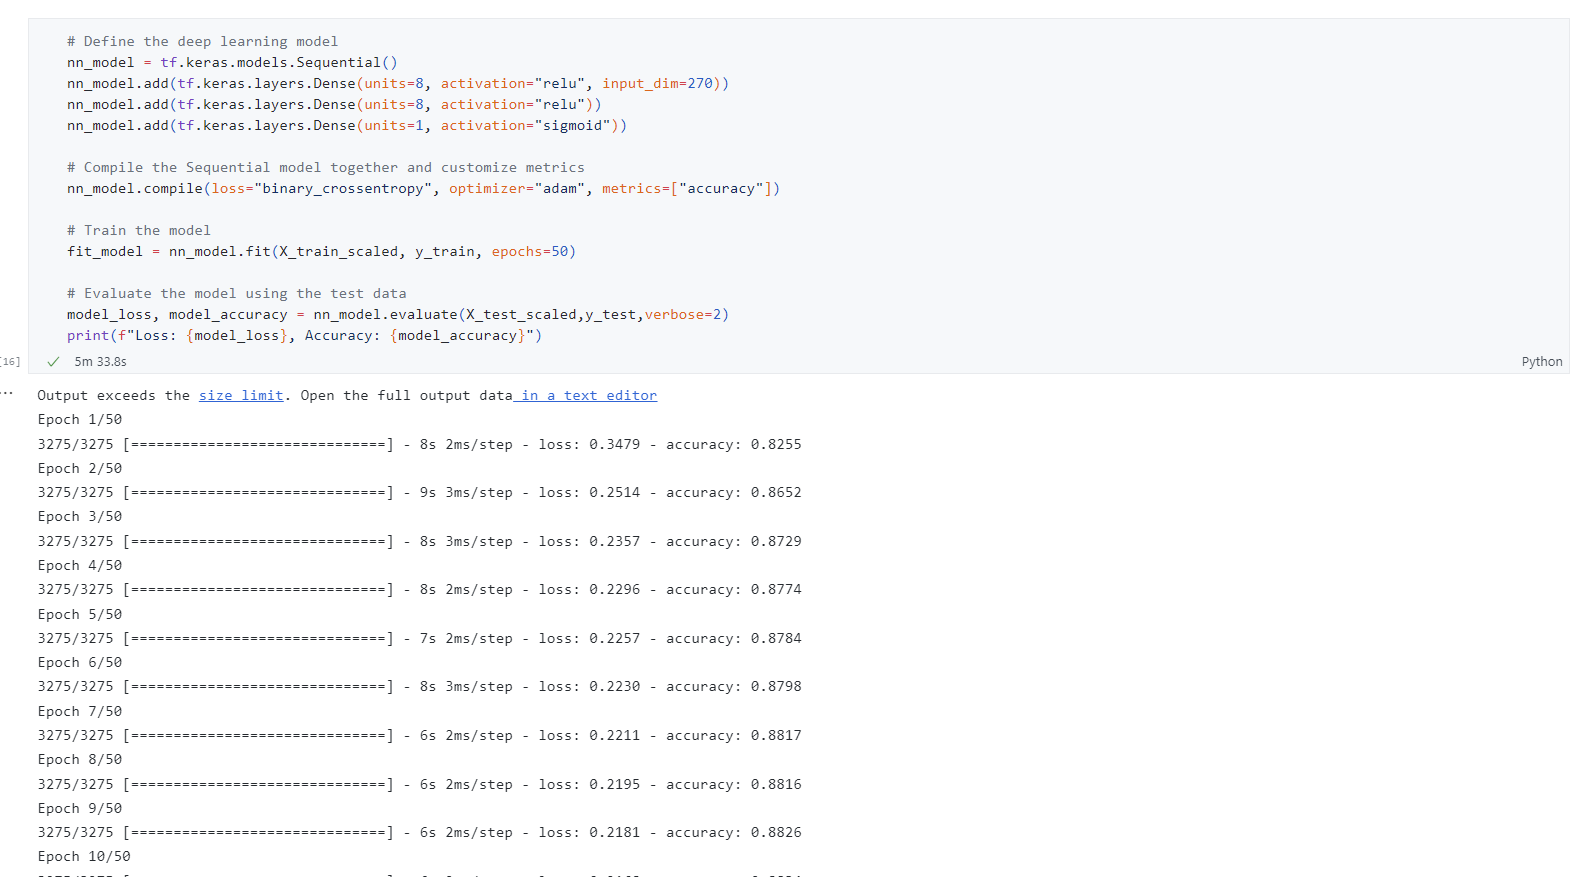 # Define the deep learning model
nn_model = tf.keras.models.Sequential()
nn_model.add(tf.keras.layers.Dense(units=8, activation="relu", input_dim=270))
nn_model.add(tf.keras.layers.Dense(units=8, activation="relu"))
nn_model.add(tf.keras.layers.Dense(units=1, activation="sigmoid"))
# Compile the Sequential model together and customize metrics
nn_model.compile(loss="binary_crossentropy", optimizer="adam", metrics=["accuracy"])
# Train the model
fit_model = nn_model.fit(X_train_scaled, y_train, epochs=50)
# Evaluate the model using the test data
model_loss, model_accuracy = nn_model.evaluate(X_test_scaled,y_test,verbose=2)
print(f"Loss: {model_loss}, Accuracy: {model_accuracy}")
[16] ✓ 5m 33.8s Python
... Output exceeds the size limit. Open the full output data in a text editor
Epoch 1/50
3275/3275 [==============================] - 8s 2ms/step - loss: 0.3479 - accuracy: 0.8255
Epoch 2/50
3275/3275 [==============================] - 9s 3ms/step - loss: 0.2514 - accuracy: 0.8652
Epoch 3/50
3275/3275 [==============================] - 8s 3ms/step - loss: 0.2357 - accuracy: 0.8729
Epoch 4/50
3275/3275 [==============================] - 8s 2ms/step - loss: 0.2296 - accuracy: 0.8774
Epoch 5/50
3275/3275 [==============================] - 7s 2ms/step - loss: 0.2257 - accuracy: 0.8784
Epoch 6/50
3275/3275 [==============================] - 8s 3ms/step - loss: 0.2230 - accuracy: 0.8798
Epoch 7/50
3275/3275 [==============================] - 6s 2ms/step - loss: 0.2211 - accuracy: 0.8817
Epoch 8/50
3275/3275 [==============================] - 6s 2ms/step - loss: 0.2195 - accuracy: 0.8816
Epoch 9/50
3275/3275 [==============================] - 6s 2ms/step - loss: 0.2181 - accuracy: 0.8826
Epoch 10/50